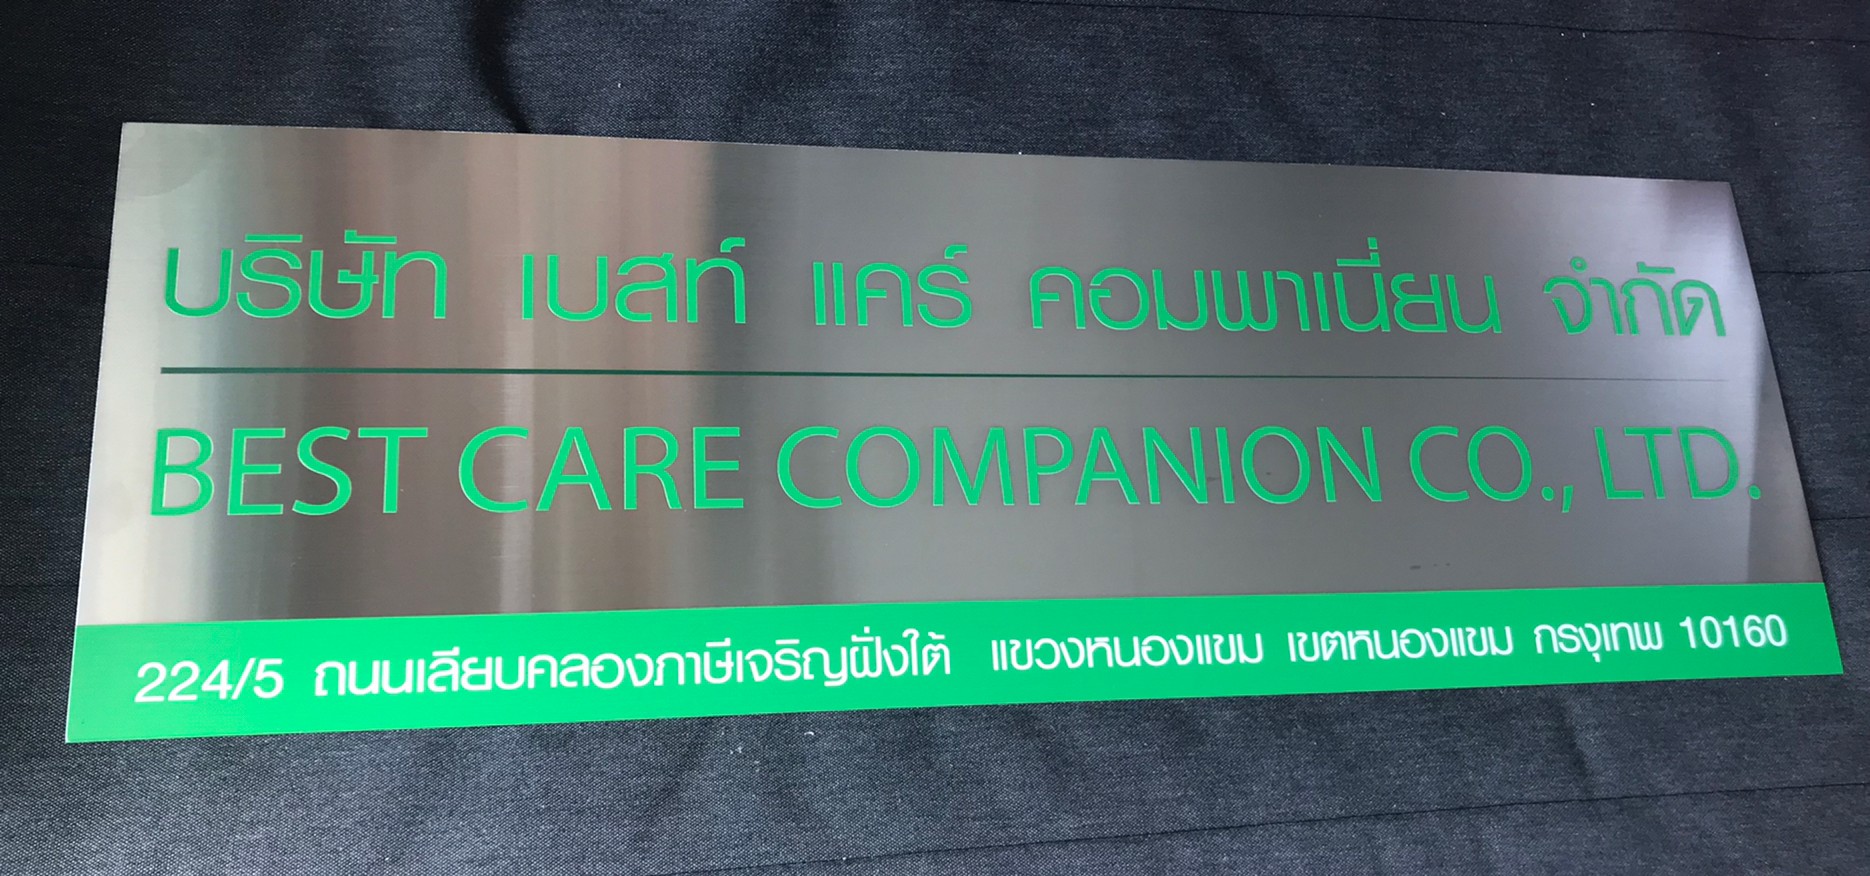 บริษัท เบสท์ แคร์ คอมพาเนี่ยน จำกัด
BEST CARE COMPANION CO., LTD.
224/5 ถนนเลียบคลองภาษีเจริญฝั่งใต้ แขวงหนองแขม เขตหนองแขม กรุงเทพ 10160